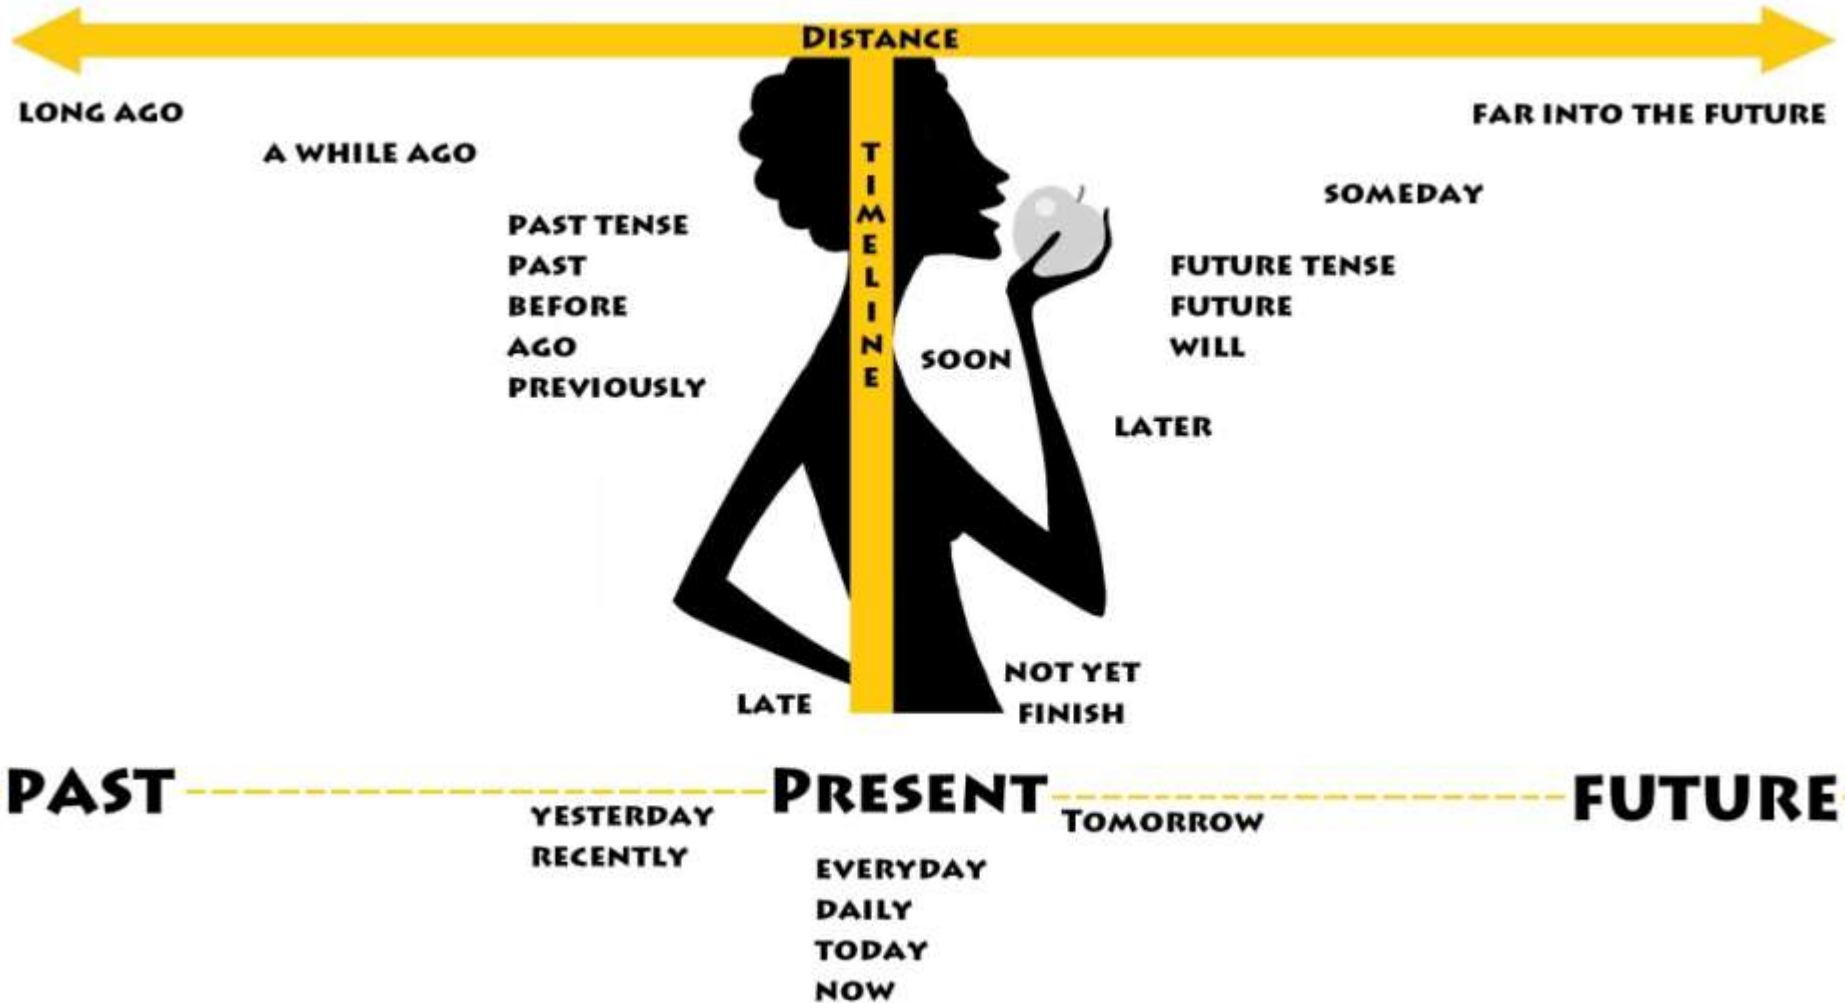 DISTANCE
LONG AGO
FAR INTO THE FUTURE
A WHILE AGO
TIMELINE
SOMEDAY
PAST TENSE
PAST
BEFORE
AGO
PREVIOUSLY
FUTURE TENSE
FUTURE
WILL
SOON
LATER
NOT YET
FINISH
LATE
PAST
PRESENT
FUTURE
YESTERDAY
RECENTLY
TOMORROW
EVERYDAY
DAILY
TODAY
NOW